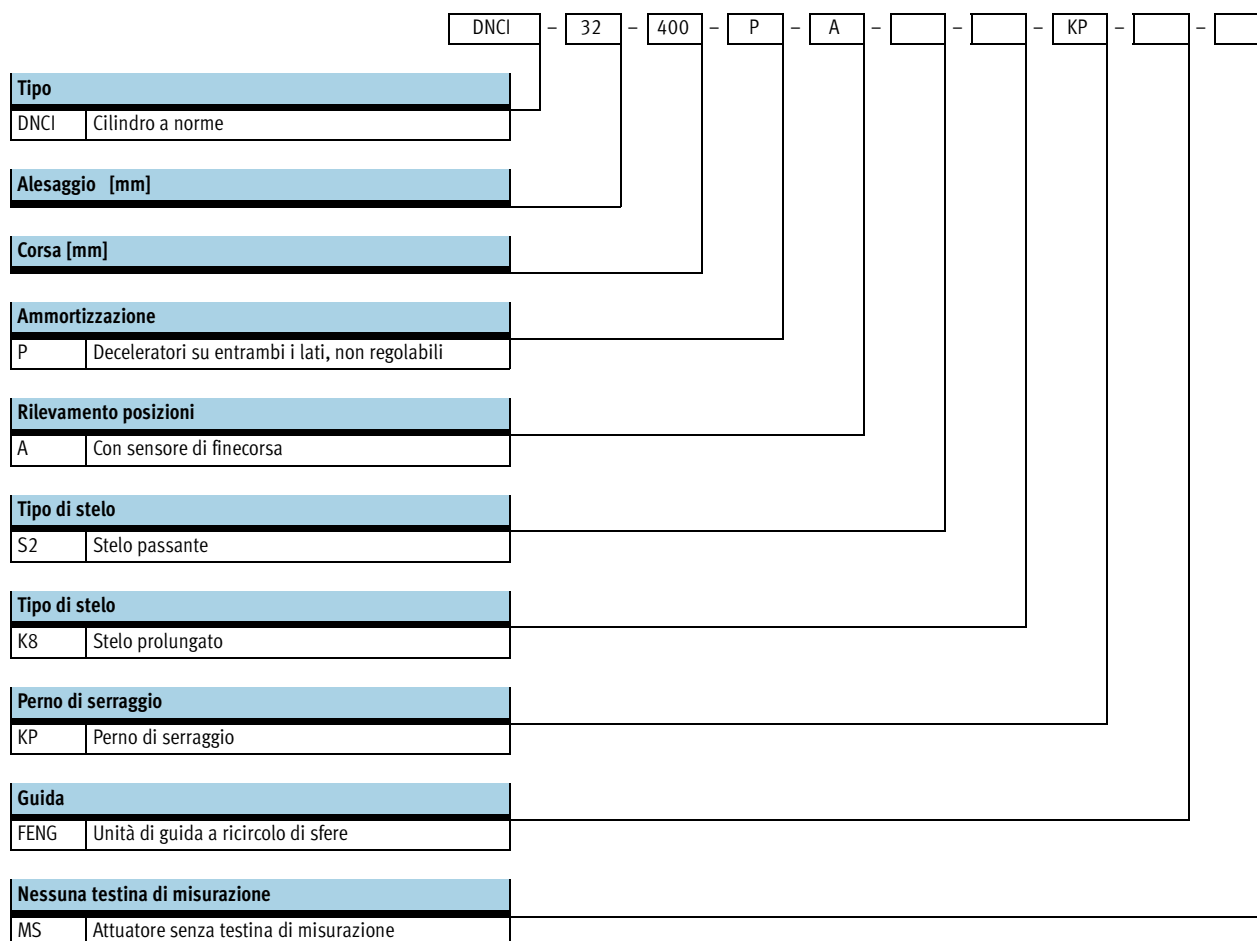 DNCI – 32 – 400 – P – A – – – KP – –
Tipo
DNCI Cilindro a norme
Alesaggio [mm]
Corsa [mm]
Ammortizzazione
P Deceleratori su entrambi i lati, non regolabili
Rilevamento posizioni
A Con sensore di finecorsa
Tipo di stelo
S2 Stelo passante
Tipo di stelo
K8 Stelo prolungato
Perno di serraggio
KP Perno di serraggio
Guida
FENG Unità di guida a ricircolo di sfere
Nessuna testina di misurazione
MS Attuatore senza testina di misurazione